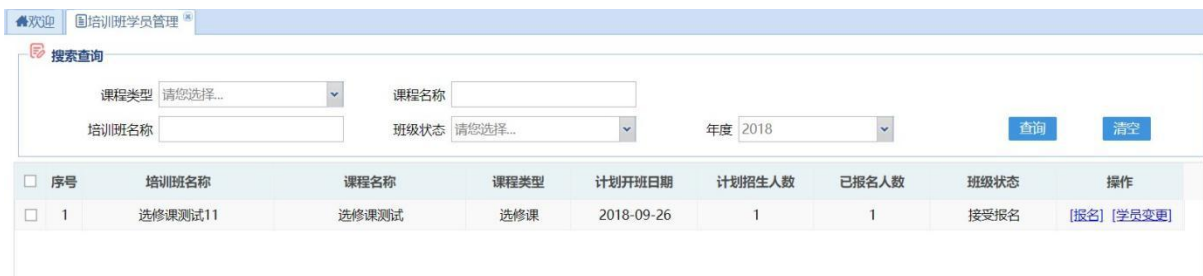 欢迎 培训班学员管理
搜索查询
课程类型 请您选择... 课程名称
培训班名称 班级状态 请您选择... 年度 2018 查询 清空
序号 培训班名称 课程名称 课程类型 计划开班日期 计划招生人数 已报名人数 班级状态 操作
1 选修课测试11 选修课测试 选修课 2018-09-26 1 1 接受报名 [报名] [学员变更]